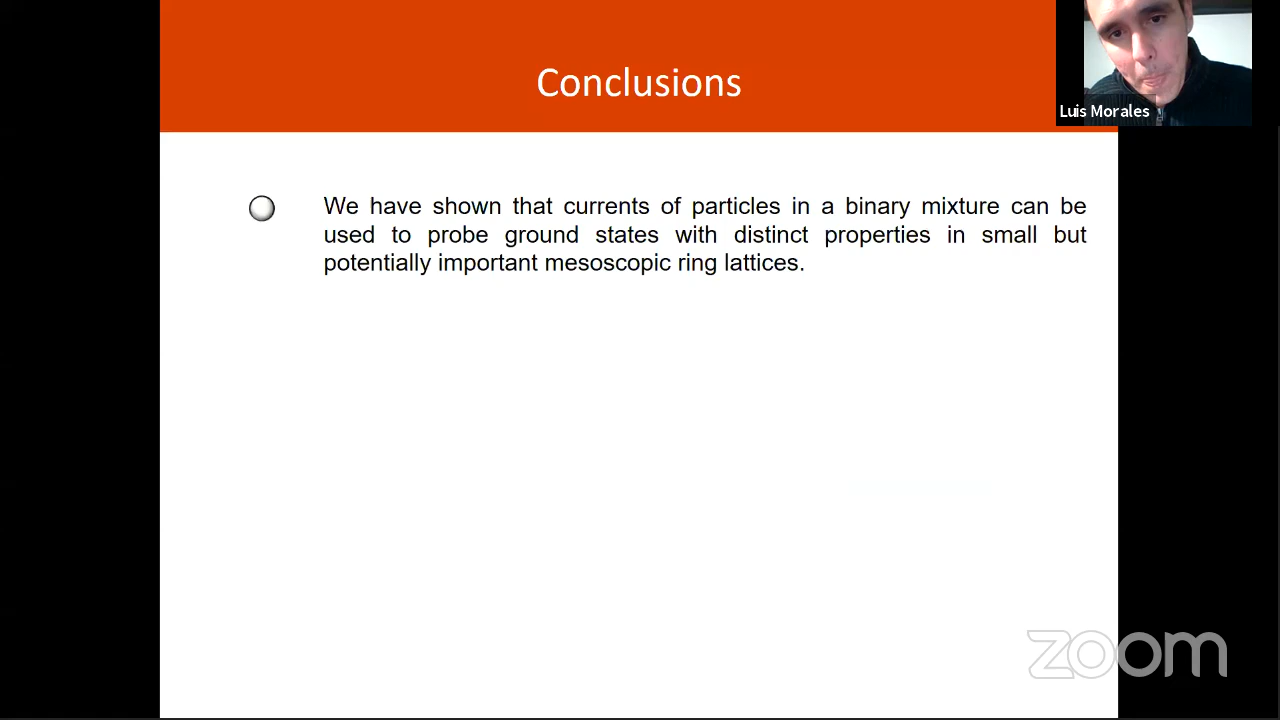 Conclusions
Luis Morales
We have shown that currents of particles in a binary mixture can be
used to probe ground states with distinct properties in small but
potentially important mesoscopic ring lattices.
zoom